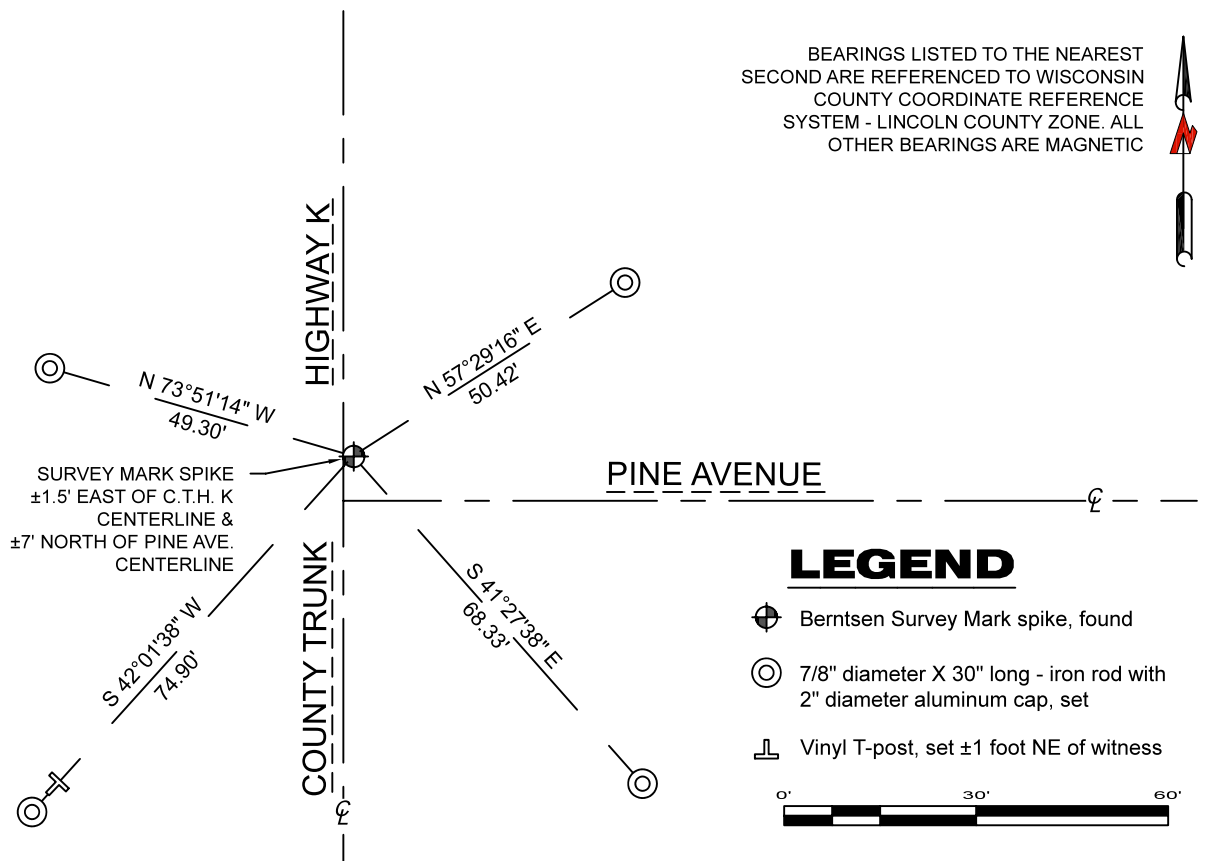 BEARINGS LISTED TO THE NEAREST
SECOND ARE REFERENCED TO WISCONSIN
COUNTY COORDINATE REFERENCE
SYSTEM - LINCOLN COUNTY ZONE. ALL
OTHER BEARINGS ARE MAGNETIC
N
HIGHWAY K
N 57°29'16" E
50.42'
N 73°51'14" W
49.30'
SURVEY MARK SPIKE
±1.5' EAST OF C.T.H. K
CENTERLINE &
±7' NORTH OF PINE AVE.
CENTERLINE
PINE AVENUE
℄
COUNTY TRUNK
℄
S 42°01'38" W
74.90'
S 41°27'38" E
68.33'
LEGEND
Berntsen Survey Mark spike, found
7/8" diameter X 30" long - iron rod with
2" diameter aluminum cap, set
Vinyl T-post, set ±1 foot NE of witness
0' 30' 60'